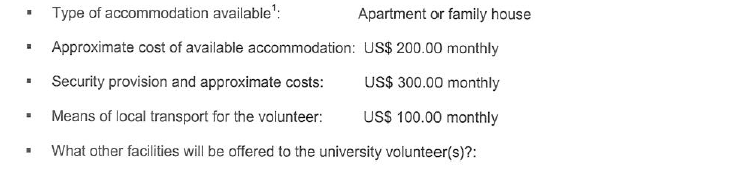 ▪ Type of accommodation available¹: Apartment or family house
▪ Approximate cost of available accommodation: US$ 200.00 monthly
▪ Security provision and approximate costs: US$ 300.00 monthly
▪ Means of local transport for the volunteer: US$ 100.00 monthly
▪ What other facilities will be offered to the university volunteer(s)?: